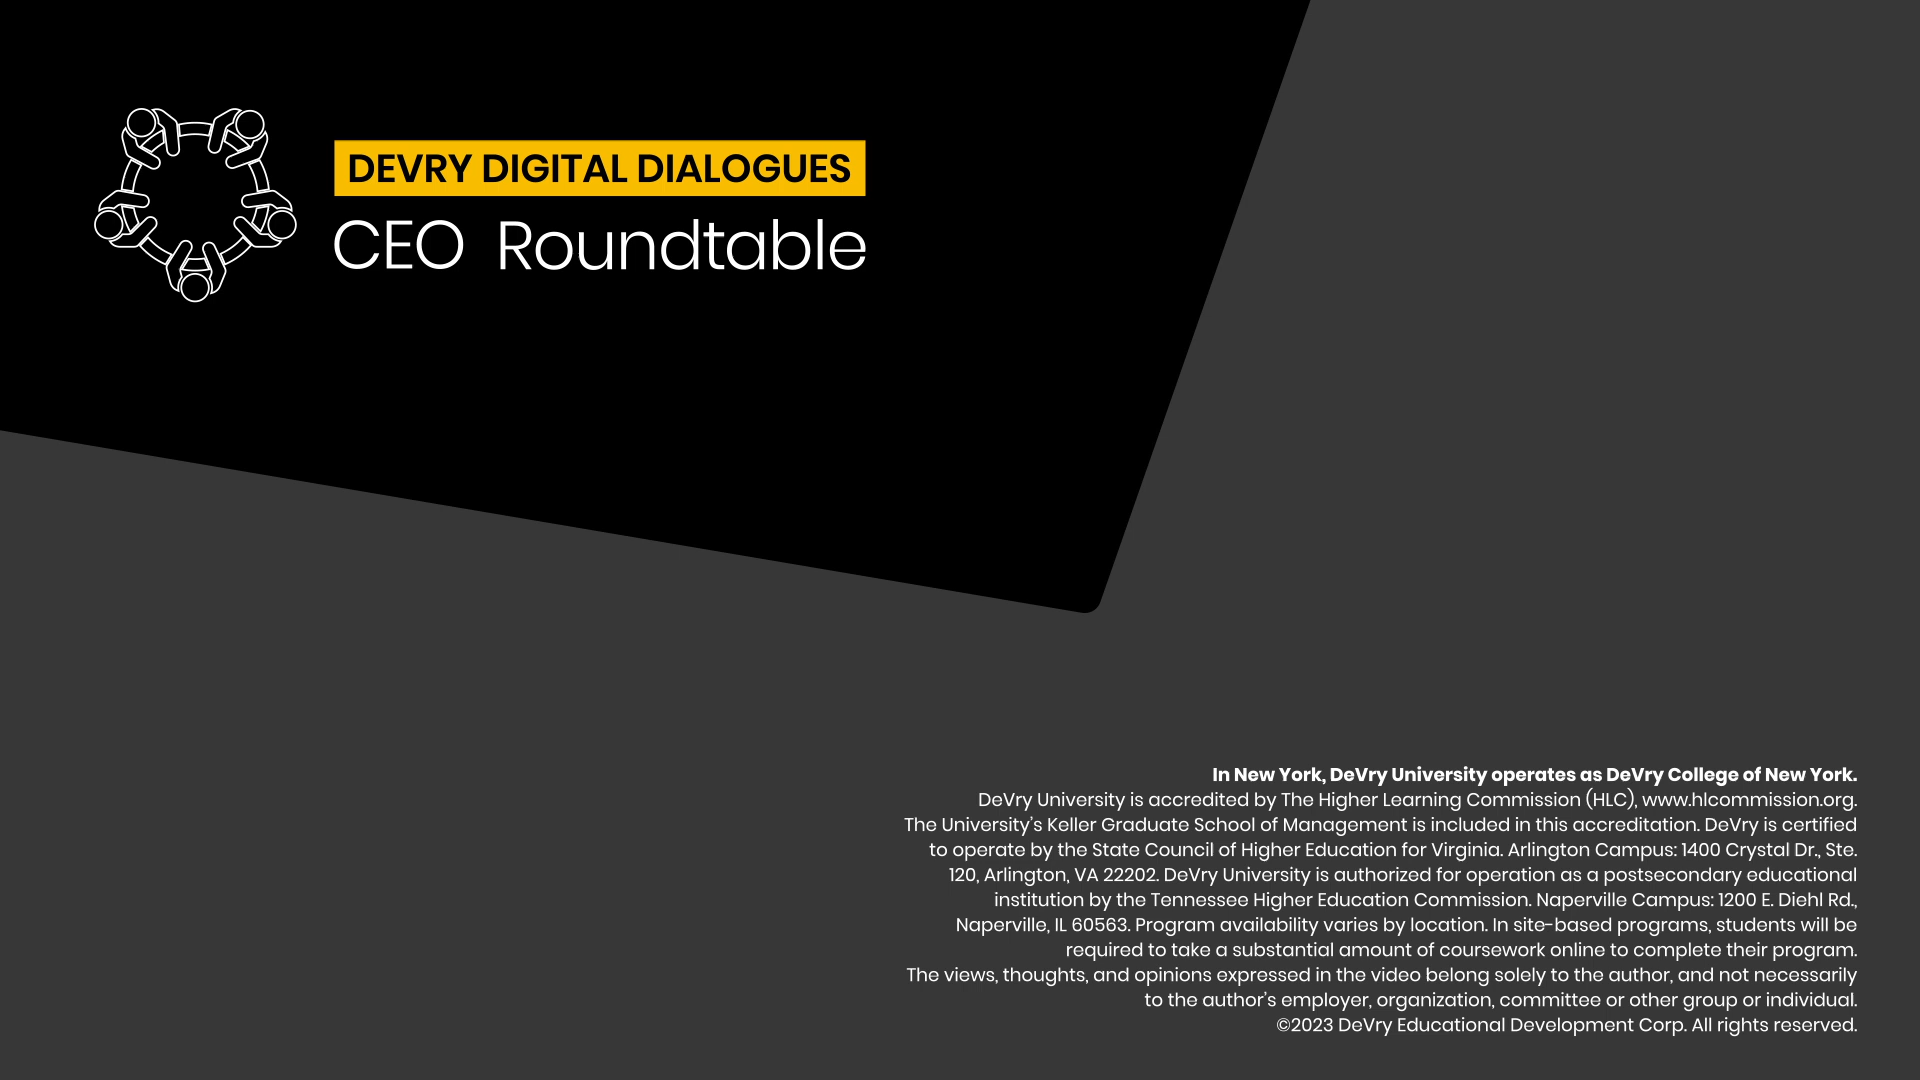 DEVRY DIGITAL DIALOGUES
CEO Roundtable
In New York, DeVry University operates as DeVry College of New York.
DeVry University is accredited by The Higher Learning Commission (HLC), www.hlcommission.org.
The University’s Keller Graduate School of Management is included in this accreditation. DeVry is certified
to operate by the State Council of Higher Education for Virginia. Arlington Campus: 1400 Crystal Dr., Ste.
120, Arlington, VA 22202. DeVry University is authorized for operation as a postsecondary educational
institution by the Tennessee Higher Education Commission. Naperville Campus: 1200 E. Diehl Rd.,
Naperville, IL 60563. Program availability varies by location. In site-based programs, students will be
required to take a substantial amount of coursework online to complete their program.
The views, thoughts, and opinions expressed in the video belong solely to the author, and not necessarily
to the author’s employer, organization, committee or other group or individual.
©2023 DeVry Educational Development Corp. All rights reserved.